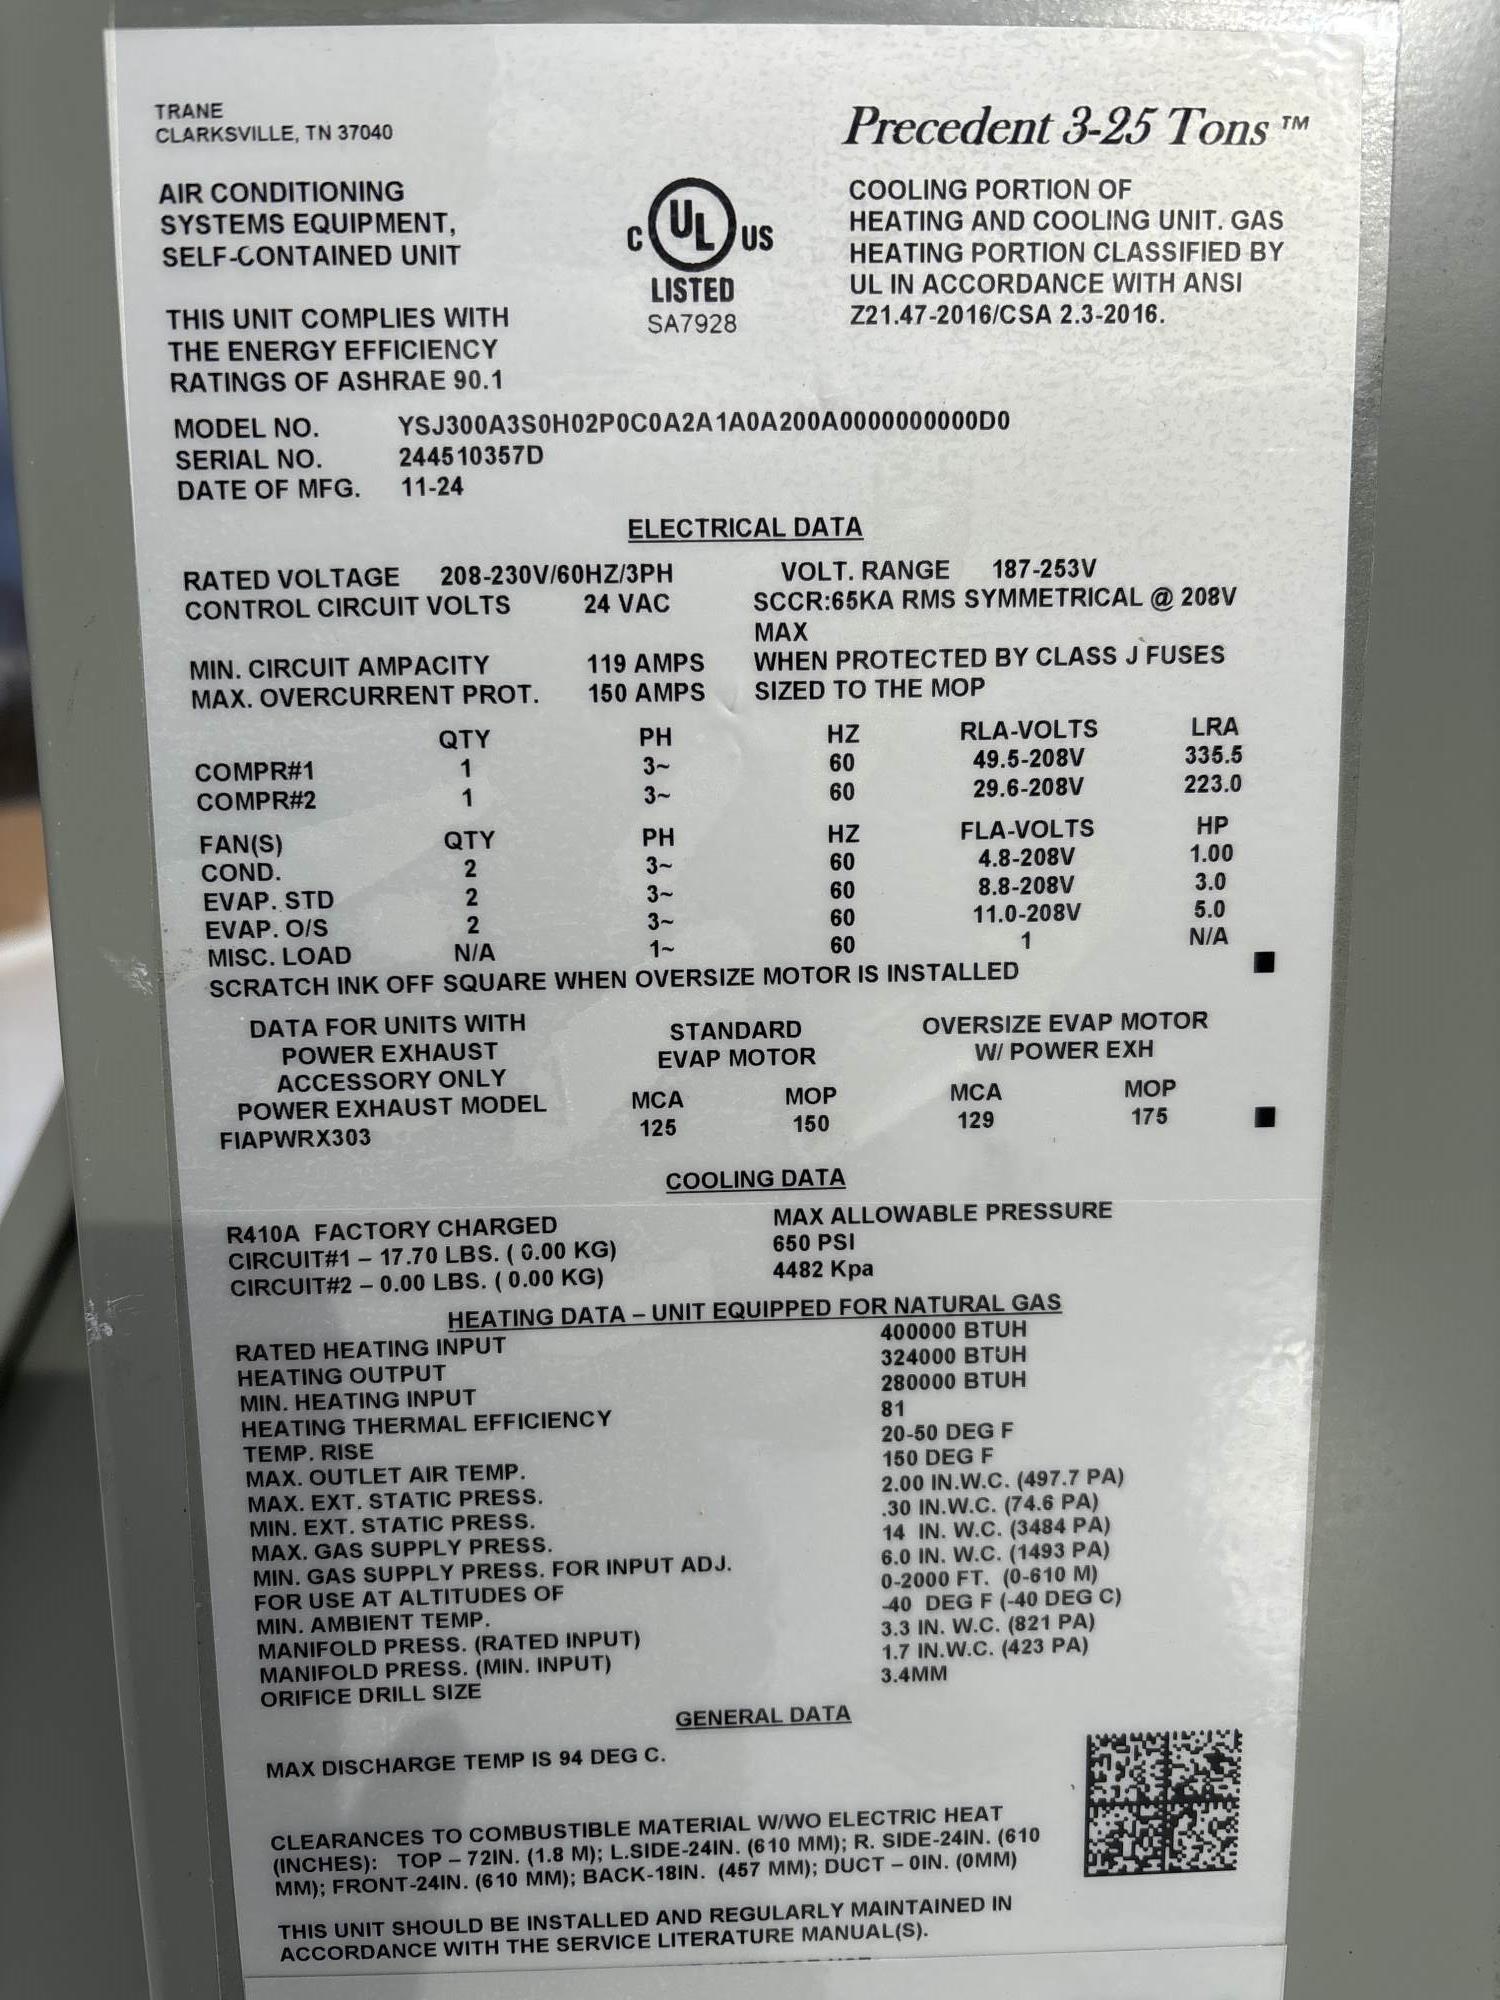 TRANE
CLARKSVILLE, TN 37040
Precedent 3-25 Tons ™
AIR CONDITIONING
SYSTEMS EQUIPMENT,
SELF-CONTAINED UNIT
THIS UNIT COMPLIES WITH
THE ENERGY EFFICIENCY
RATINGS OF ASHRAE 90.1
C UL US
LISTED
SA7928
COOLING PORTION OF
HEATING AND COOLING UNIT. GAS
HEATING PORTION CLASSIFIED BY
UL IN ACCORDANCE WITH ANSI
Z21.47-2016/CSA 2.3-2016.
MODEL NO. YSJ300A3S0H02P0C0A2A1A0A200A0000000000D0
SERIAL NO. 244510357D
DATE OF MFG. 11-24
ELECTRICAL DATA
RATED VOLTAGE 208-230V/60HZ/3PH VOLT. RANGE 187-253V
CONTROL CIRCUIT VOLTS 24 VAC SCCR:65KA RMS SYMMETRICAL @ 208V
MAX
MIN. CIRCUIT AMPACITY 119 AMPS WHEN PROTECTED BY CLASS J FUSES
MAX. OVERCURRENT PROT. 150 AMPS SIZED TO THE MOP
QTY PH HZ RLA-VOLTS LRA
COMPR#1 1 3~ 60 49.5-208V 335.5
COMPR#2 1 3~ 60 29.6-208V 223.0
FAN(S) QTY PH HZ FLA-VOLTS HP
COND. 2 3~ 60 4.8-208V 1.00
EVAP. STD 2 3~ 60 8.8-208V 3.0
EVAP. O/S 2 3~ 60 11.0-208V 5.0
MISC. LOAD N/A 1~ 60 1 N/A
SCRATCH INK OFF SQUARE WHEN OVERSIZE MOTOR IS INSTALLED
DATA FOR UNITS WITH STANDARD OVERSIZE EVAP MOTOR
POWER EXHAUST EVAP MOTOR W/ POWER EXH
ACCESSORY ONLY
POWER EXHAUST MODEL MCA MOP MCA MOP
FIAPWRX303 125 150 129 175
COOLING DATA
R410A FACTORY CHARGED MAX ALLOWABLE PRESSURE
CIRCUIT#1 – 17.70 LBS. ( 0.00 KG) 650 PSI
CIRCUIT#2 – 0.00 LBS. ( 0.00 KG) 4482 Kpa
HEATING DATA – UNIT EQUIPPED FOR NATURAL GAS
RATED HEATING INPUT 400000 BTUH
HEATING OUTPUT 324000 BTUH
MIN. HEATING INPUT 280000 BTUH
HEATING THERMAL EFFICIENCY 81
TEMP. RISE 20-50 DEG F
MAX. OUTLET AIR TEMP. 150 DEG F
MAX. EXT. STATIC PRESS. 2.00 IN.W.C. (497.7 PA)
MIN. EXT. STATIC PRESS. .30 IN.W.C. (74.6 PA)
MAX. GAS SUPPLY PRESS. 14 IN. W.C. (3484 PA)
MIN. GAS SUPPLY PRESS. FOR INPUT ADJ. 6.0 IN. W.C. (1493 PA)
FOR USE AT ALTITUDES OF 0-2000 FT. (0-610 M)
MIN. AMBIENT TEMP. -40 DEG F (-40 DEG C)
MANIFOLD PRESS. (RATED INPUT) 3.3 IN. W.C. (821 PA)
MANIFOLD PRESS. (MIN. INPUT) 1.7 IN.W.C. (423 PA)
ORIFICE DRILL SIZE 3.4MM
GENERAL DATA
MAX DISCHARGE TEMP IS 94 DEG C.
CLEARANCES TO COMBUSTIBLE MATERIAL W/WO ELECTRIC HEAT
(INCHES): TOP – 72IN. (1.8 M); L.SIDE-24IN. (610 MM); R. SIDE-24IN. (610
MM); FRONT-24IN. (610 MM); BACK-18IN. (457 MM); DUCT – 0IN. (0MM)
THIS UNIT SHOULD BE INSTALLED AND REGULARLY MAINTAINED IN
ACCORDANCE WITH THE SERVICE LITERATURE MANUAL(S).